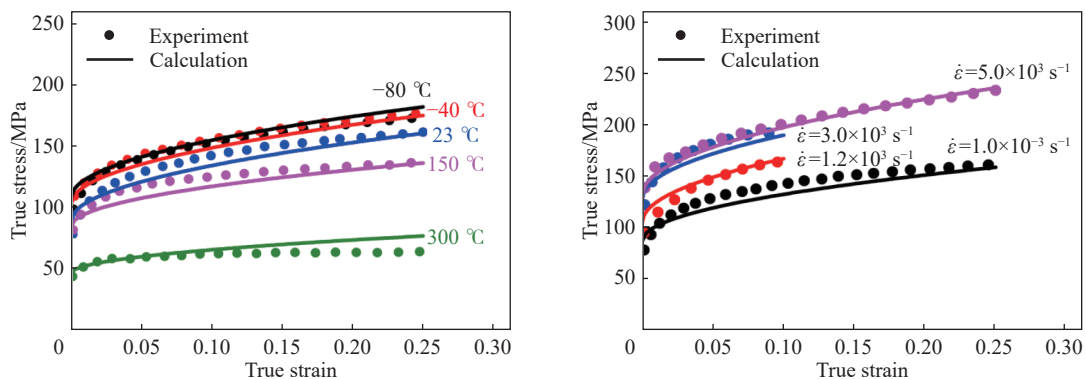 250
200
150
100
50
0
0.05
0.10
0.15
0.20
0.25
0.30
True stress/MPa
True strain
Experiment
Calculation
−80 ℃
−40 ℃
23 ℃
150 ℃
300 ℃
300
250
200
150
100
50
0
0.05
0.10
0.15
0.20
0.25
0.30
True stress/MPa
True strain
Experiment
Calculation
ε̇=5.0×10³ s⁻¹
ε̇=3.0×10³ s⁻¹
ε̇=1.2×10³ s⁻¹
ε̇=1.0×10⁻³ s⁻¹